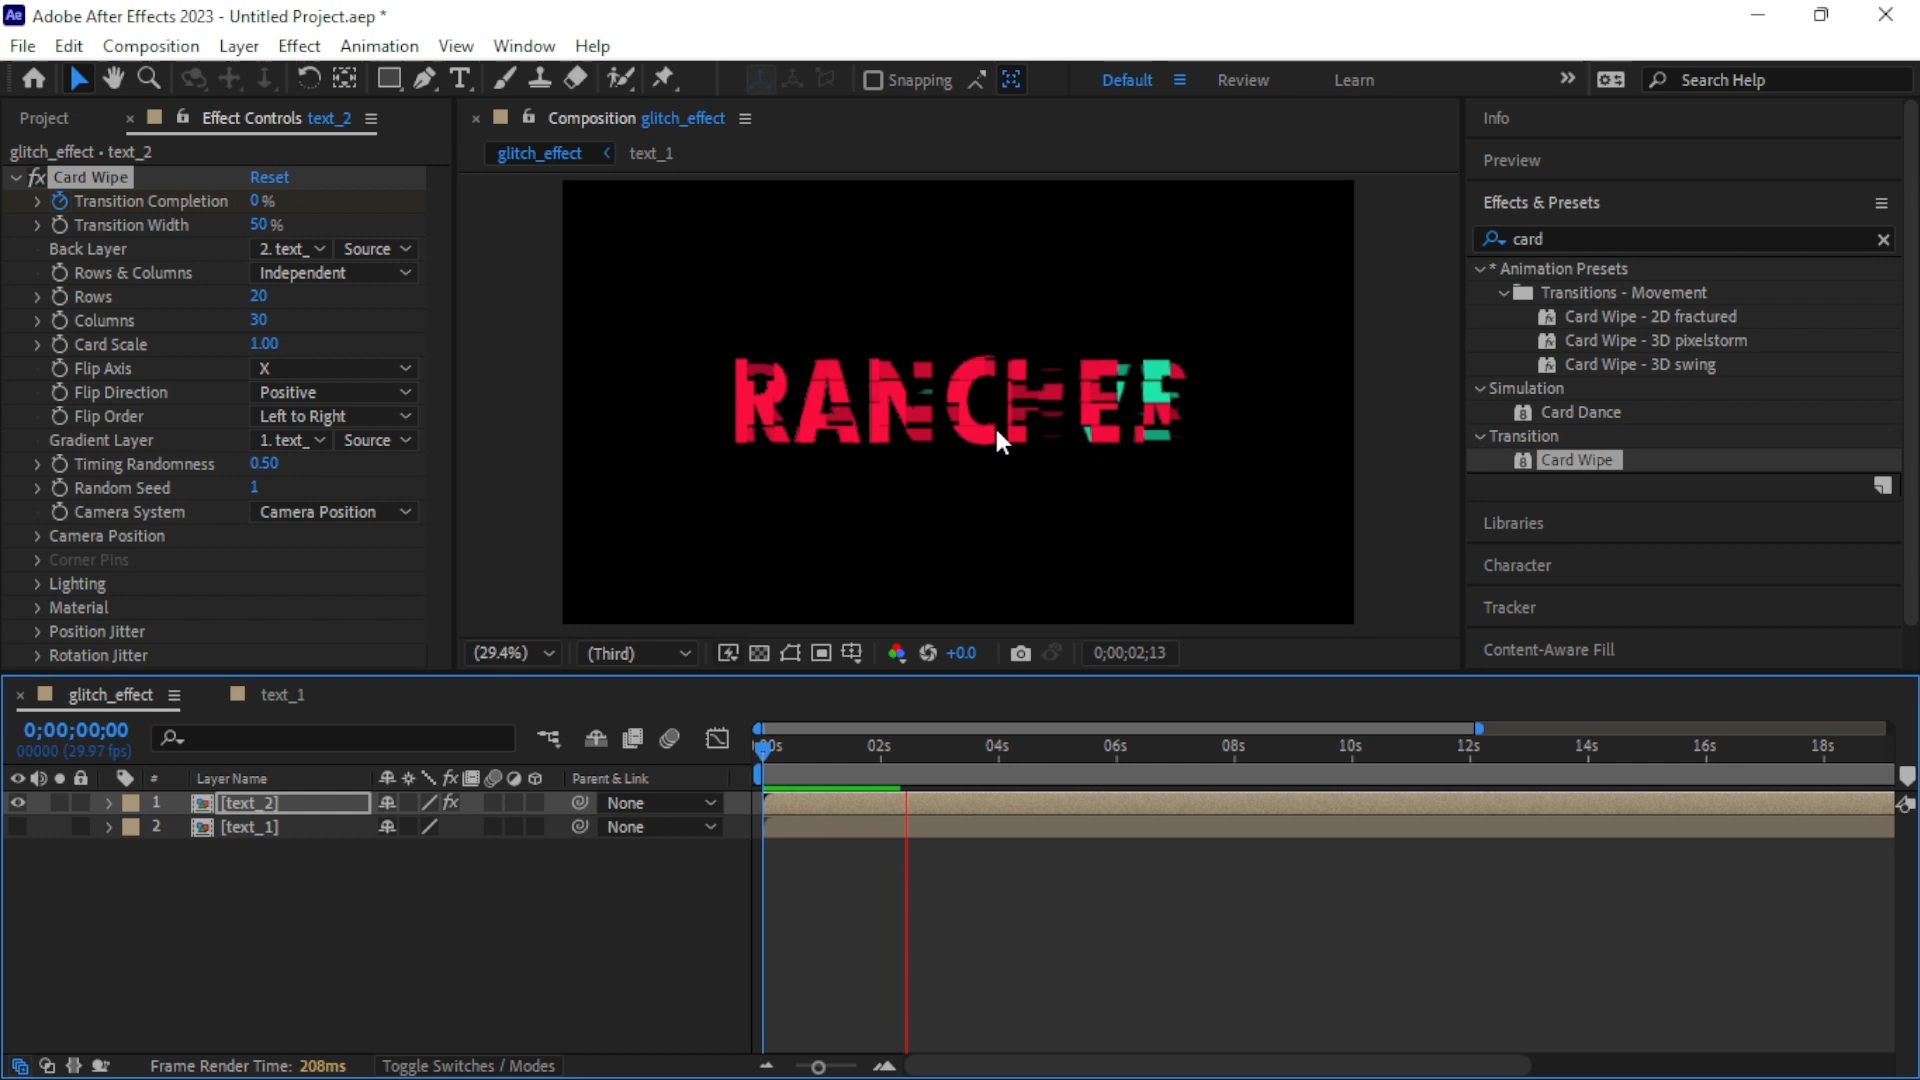 Ae Adobe After Effects 2023 - Untitled Project.aep *
File Edit Composition Layer Effect Animation View Window Help
Snapping Default Review Learn Search Help
Project Effect Controls text_2
glitch_effect • text_2
fx Card Wipe Reset
Transition Completion 0 %
Transition Width 50 %
Back Layer 2. text_ Source
Rows & Columns Independent
Rows 20
Columns 30
Card Scale 1.00
Flip Axis X
Flip Direction Positive
Flip Order Left to Right
Gradient Layer 1. text_ Source
Timing Randomness 0.50
Random Seed 1
Camera System Camera Position
Camera Position
Corner Pins
Lighting
Material
Position Jitter
Rotation Jitter
Composition glitch_effect
glitch_effect text_1
(29.4%) (Third) +0.0 0;00;02;13
Info
Preview
Effects & Presets
card
* Animation Presets
Transitions - Movement
Card Wipe - 2D fractured
Card Wipe - 3D pixelstorm
Card Wipe - 3D swing
Simulation
Card Dance
Transition
Card Wipe
Libraries
Character
Tracker
Content-Aware Fill
glitch_effect text_1
0;00;00;00
00000 (29.97 fps)
02s 04s 06s 08s 10s 12s 14s 16s 18s
# Layer Name fx Parent & Link
1 [text_2] fx None
2 [text_1] None
Frame Render Time: 208ms Toggle Switches / Modes